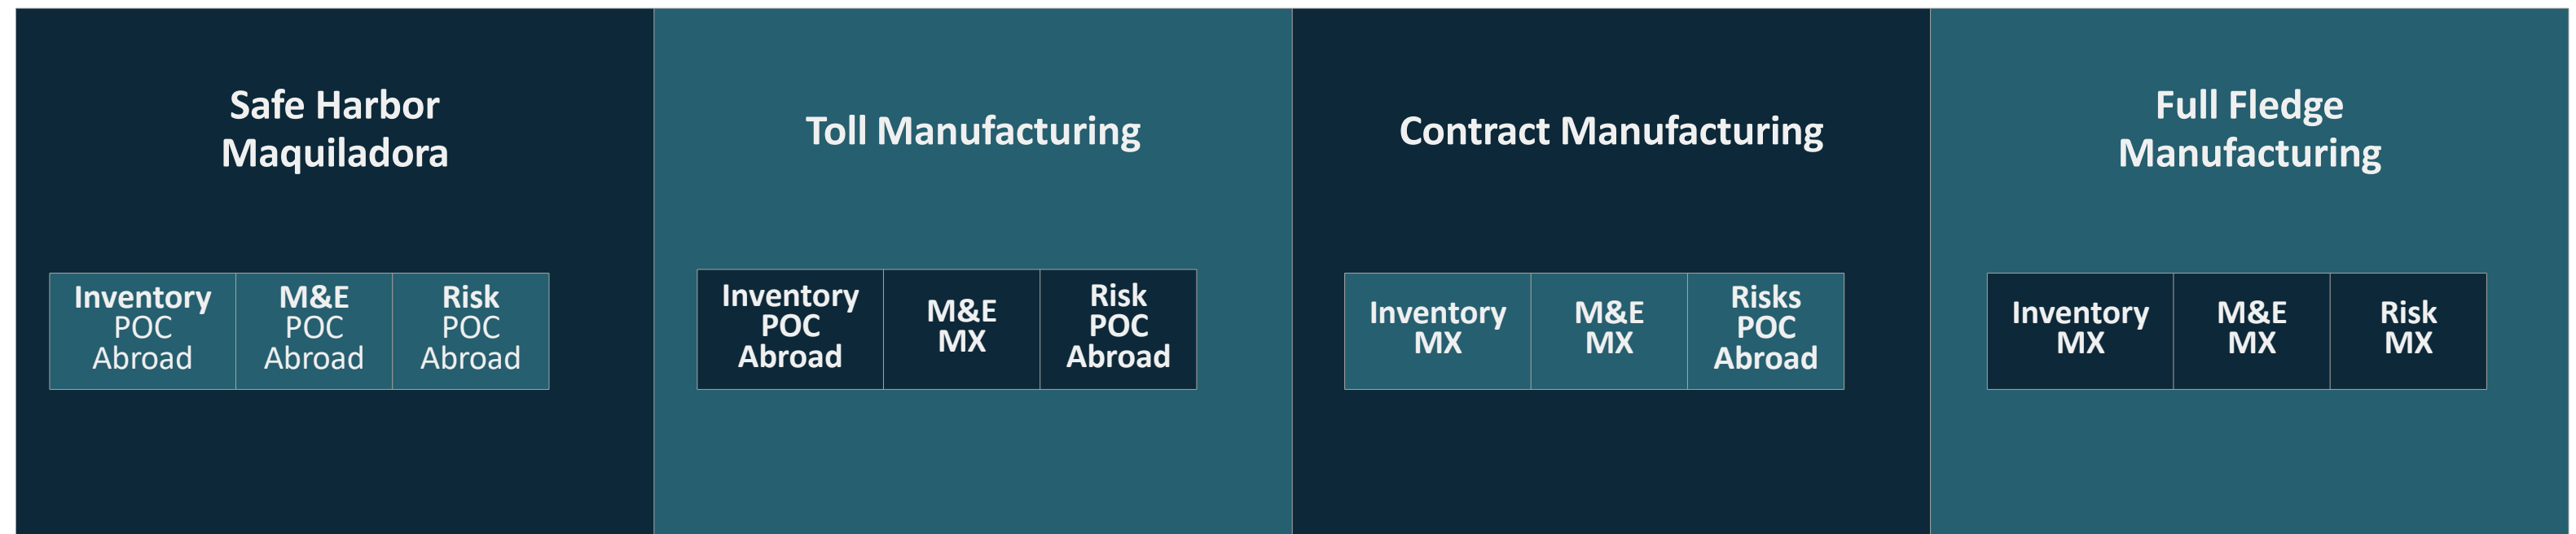 Safe Harbor
Maquiladora
Toll Manufacturing
Contract Manufacturing
Full Fledge
Manufacturing
Inventory
POC
Abroad
M&E
POC
Abroad
Risk
POC
Abroad
Inventory
POC
Abroad
M&E
MX
Risk
POC
Abroad
Inventory
MX
M&E
MX
Risks
POC
Abroad
Inventory
MX
M&E
MX
Risk
MX